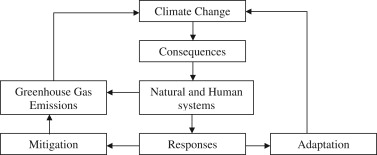 Climate Change
Consequences
Greenhouse Gas
Emissions
Natural and Human
systems
Mitigation
Responses
Adaptation